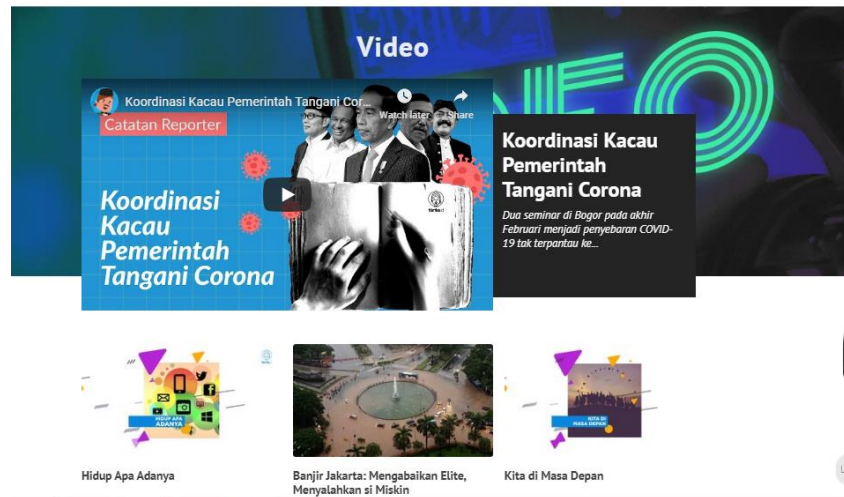 Video
Koordinasi Kacau Pemerintah Tangani Cor...
Watch later
Share
Catatan Reporter
Koordinasi
Kacau
Pemerintah
Tangani Corona
Koordinasi Kacau
Pemerintah
Tangani Corona
Dua seminar di Bogor pada akhir
Februari menjadi penyebaran COVID-
19 tak terpantau ke...
HIDUP APA
ADANYA
KITA DI
MASA DEPAN
Hidup Apa Adanya
Banjir Jakarta: Mengabaikan Elite,
Menyalahkan si Miskin
Kita di Masa Depan